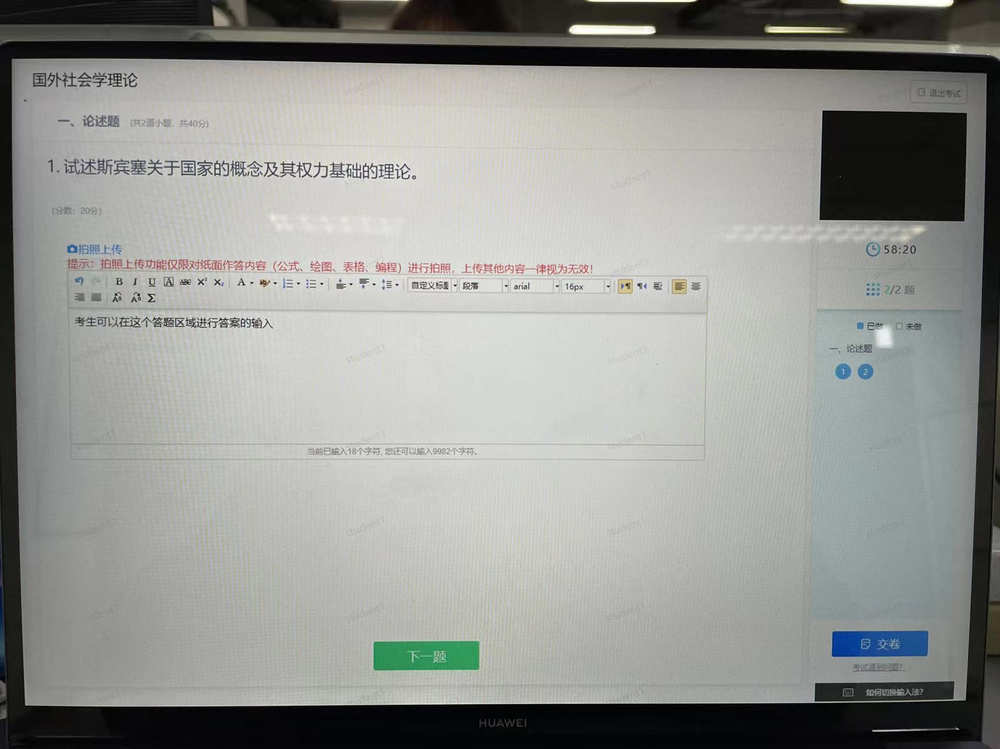 国外社会学理论
退出考试
一、论述题 (共2道小题，共40分)
1. 试述斯宾塞关于国家的概念及其权力基础的理论。
(分数：20分)
拍照上传
提示：拍照上传功能仅限对纸面作答内容（公式、绘图、表格、编程）进行拍照，上传其他内容一律视为无效！
B I U A ABC X² X₂ A ab 自定义标题 段落 arial 16px
考生可以在这个答题区域进行答案的输入
当前已输入18个字符, 您还可以输入9982个字符。
下一题
58:20
2/2 题
已做 未做
一、论述题
1 2
交卷
考试遇到问题?
如何切换输入法?
student1
HUAWEI